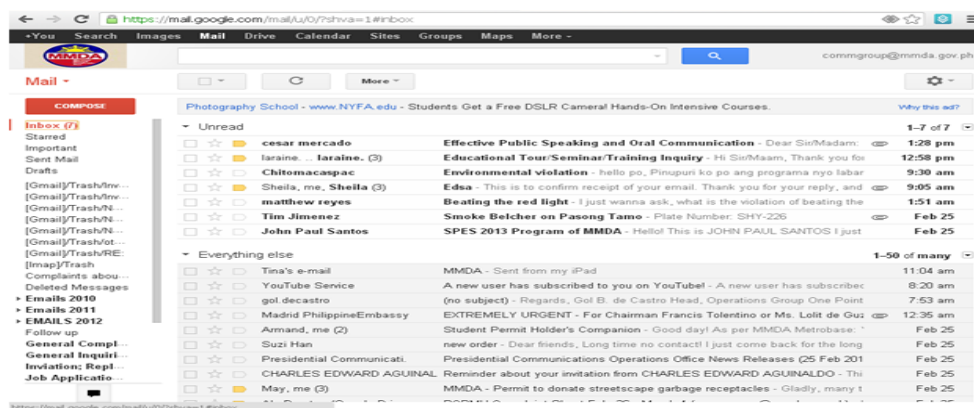 https://mail.google.com/mail/u/0/?shva=1#inbox
+You Search Images Mail Drive Calendar Sites Groups Maps More
MMDA
commgroup@mmda.gov.ph
Mail
More
COMPOSE
Photography School - www.NYFA.edu - Students Get a Free DSLR Camera! Hands-On Intensive Courses. Why this ad?
Inbox (7)
Starred
Important
Sent Mail
Drafts
[Gmail]/Trash/Inv...
[Gmail]/Trash/Inv...
[Gmail]/Trash/N...
[Gmail]/Trash/N...
[Gmail]/Trash/N...
[Gmail]/Trash/ot...
[Gmail]/Trash/RE:
[Imap]/Trash
Complaints abou...
Deleted Messages
Emails 2010
Emails 2011
EMAILS 2012
Follow up
General Compl...
General Inquiri...
Inviation; Repl...
Job Applicatio...
Unread 1–7 of 7
cesar mercado Effective Public Speaking and Oral Communication - Dear Sir/Madam: 1:28 pm
laraine. .. laraine. (3) Educational Tour/Seminar/Training Inquiry - Hi Sir/Maam, Thank you for 12:58 pm
Chitomacaspac Environmental violation - hello po, Pinupuri ko po ang programa nyo labar 9:30 am
Sheila, me, Sheila (3) Edsa - This is to confirm receipt of your email. Thank you for your reply, and 9:05 am
matthew reyes Beating the red light - I just wanna ask, what is the violation of beating the 1:51 am
Tim Jimenez Smoke Belcher on Pasong Tamo - Plate Number: SHY-226 Feb 25
John Paul Santos SPES 2013 Program of MMDA - Hello! This is JOHN PAUL SANTOS I just Feb 25
Everything else 1–50 of many
Tina's e-mail MMDA - Sent from my iPad 11:04 am
YouTube Service A new user has subscribed to you on YouTube! - A new user has subscribed 8:20 am
gol.decastro (no subject) - Regards, Gol B. de Castro Head, Operations Group One Point 7:53 am
Madrid PhilippineEmbassy EXTREMELY URGENT - For Chairman Francis Tolentino or Ms. Lolit de Guz 12:35 am
Armand, me (2) Student Permit Holder's Companion - Good day! As per MMDA Metrobase: Feb 25
Suzi Han new order - Dear friends, Long time no contact! I just come back for the long Feb 25
Presidential Communicati. Presidential Communications Operations Office News Releases (25 Feb 201 Feb 25
CHARLES EDWARD AGUINAL Reminder about your invitation from CHARLES EDWARD AGUINALDO - Thi Feb 25
May, me (3) MMDA - Permit to donate streetscape garbage receptacles - Gladly, many t Feb 25